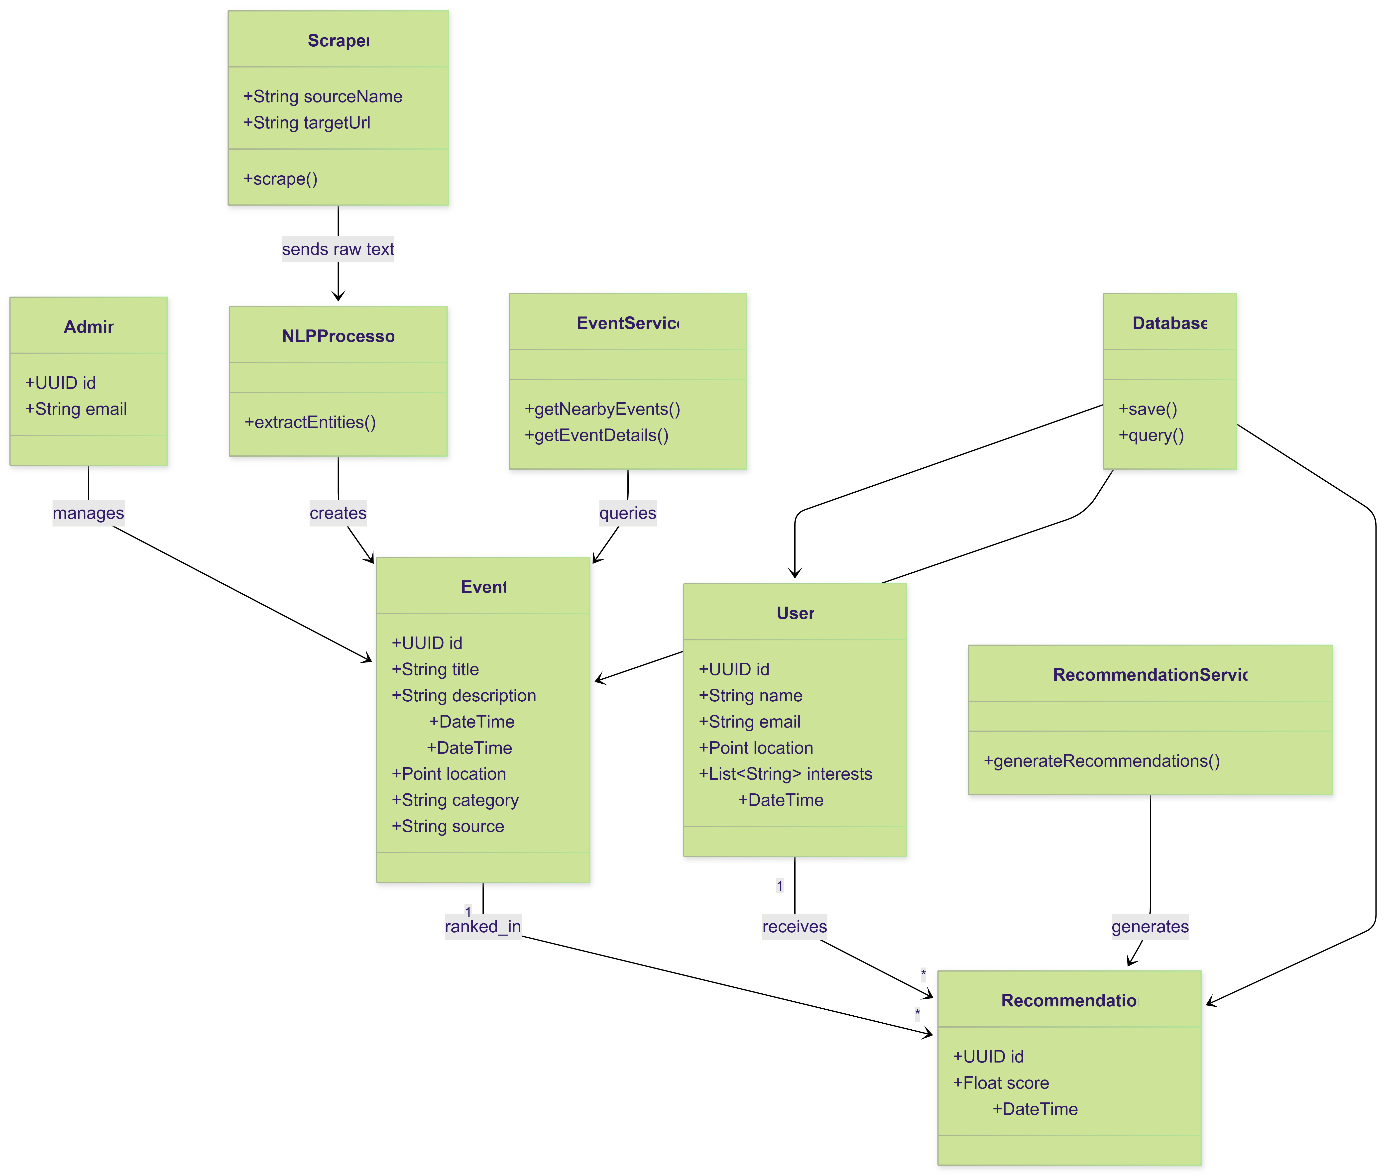 Scraper
+String sourceName
+String targetUrl
+scrape()
sends raw text
Admin
+UUID id
+String email
manages
NLPProcesso
+extractEntities()
creates
EventService
+getNearbyEvents()
+getEventDetails()
queries
Database
+save()
+query()
Event
+UUID id
+String title
+String description
+DateTime
+DateTime
+Point location
+String category
+String source
User
+UUID id
+String name
+String email
+Point location
+List<String> interests
+DateTime
RecommendationServic
+generateRecommendations()
1
ranked_in
*
1
receives
*
generates
Recommendatio
+UUID id
+Float score
+DateTime